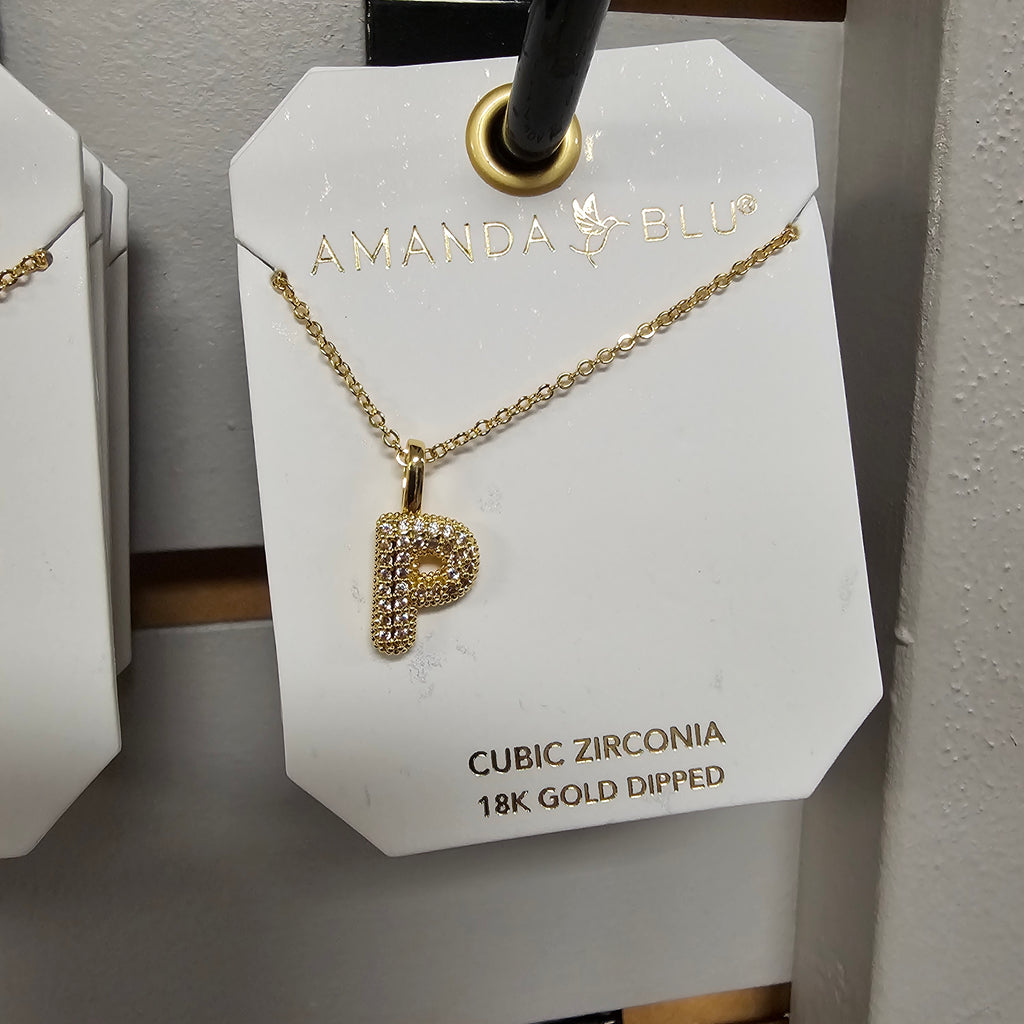 AMANDA BLU®
P
CUBIC ZIRCONIA
18K GOLD DIPPED